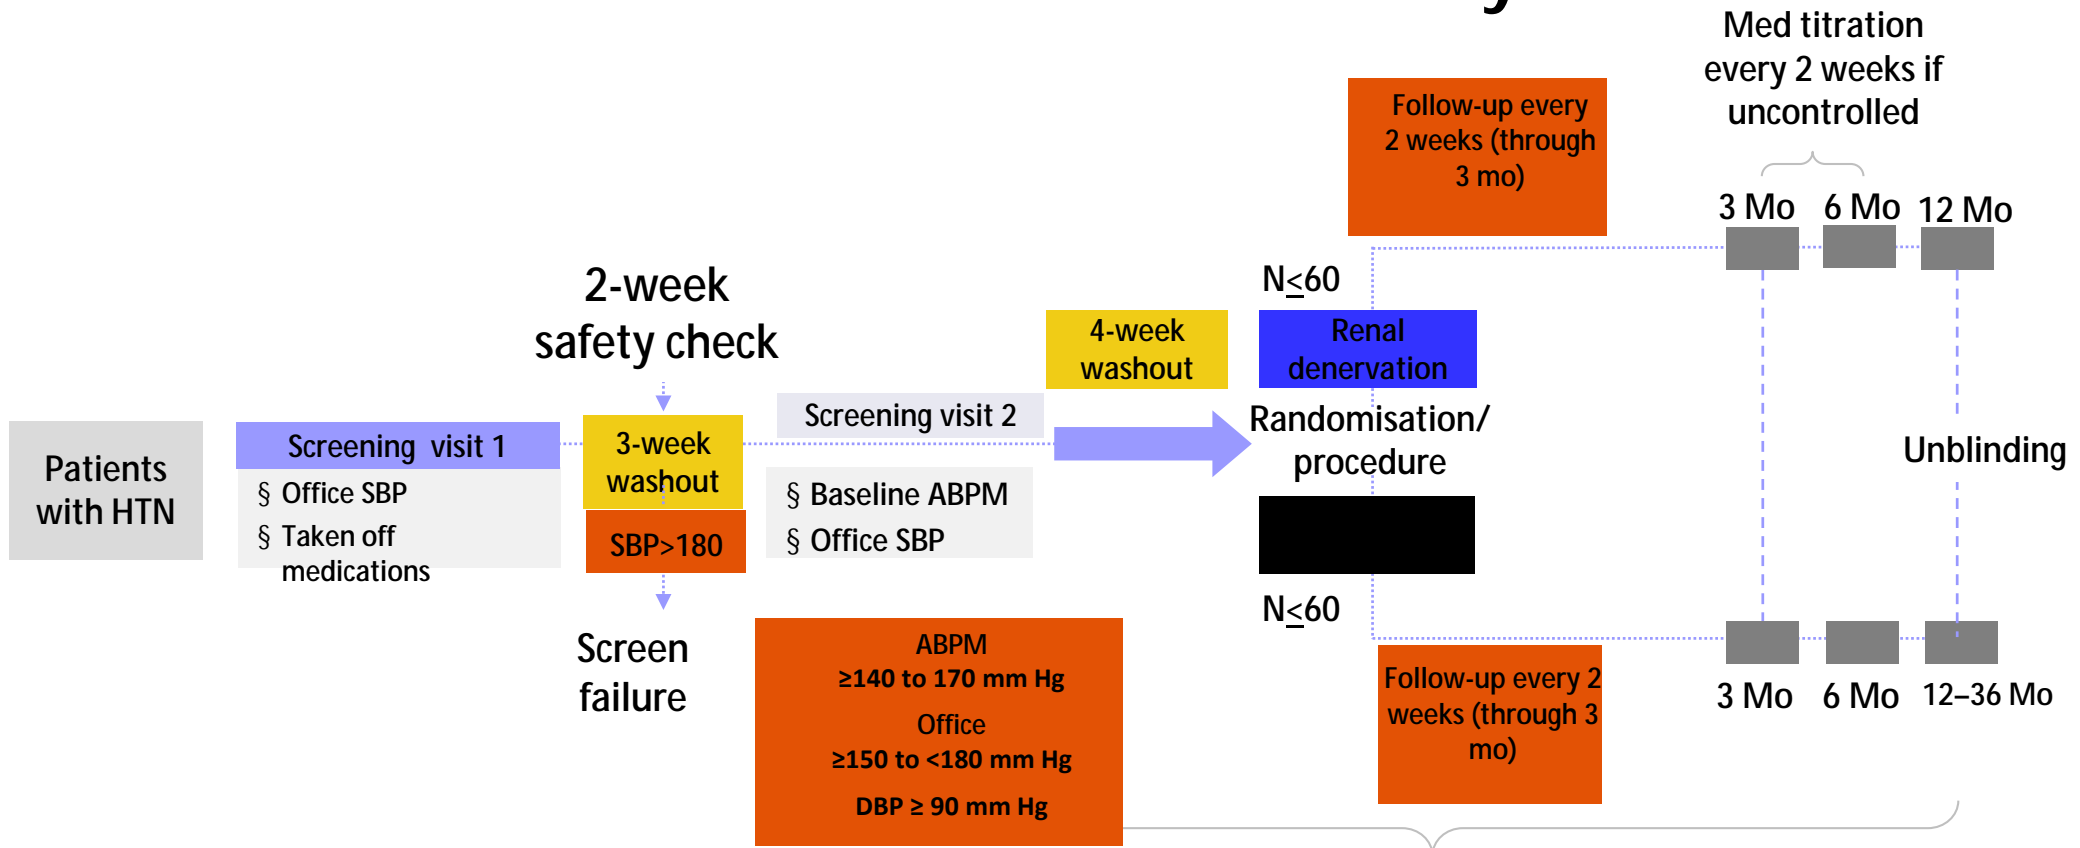 Med titration
every 2 weeks if
uncontrolled
Follow-up every
2 weeks (through
3 mo)
3 Mo
6 Mo
12 Mo
N≤60
2-week
safety check
4-week
washout
Renal
denervation
Screening visit 2
Randomisation/
procedure
Patients
with HTN
Screening visit 1
§ Office SBP
§ Taken off
medications
3-week
washout
SBP>180
§ Baseline ABPM
§ Office SBP
Unblinding
N≤60
Screen
failure
ABPM
≥140 to 170 mm Hg
Office
≥150 to <180 mm Hg
DBP ≥ 90 mm Hg
Follow-up every 2
weeks (through 3
mo)
3 Mo
6 Mo
12–36 Mo